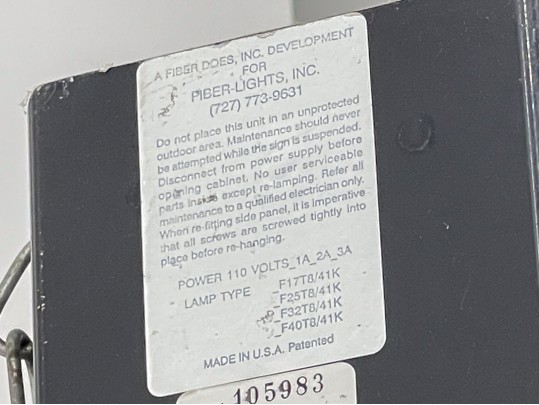 A FIBER DOES, INC. DEVELOPMENT
FOR
FIBER-LIGHTS, INC.
(727) 773-9631
Do not place this unit in an unprotected
outdoor area. Maintenance should never
be attempted while the sign is suspended.
Disconnect from power supply before
opening cabinet. No user serviceable
parts inside except re-lamping. Refer all
maintenance to a qualified electrician only.
When re-fitting side panel, it is imperative
that all screws are screwed tightly into
place before re-hanging.
POWER 110 VOLTS_1A_2A_3A
LAMP TYPE _F17T8/41K
_F25T8/41K
_F32T8/41K
_F40T8/41K
MADE IN U.S.A. Patented
105983